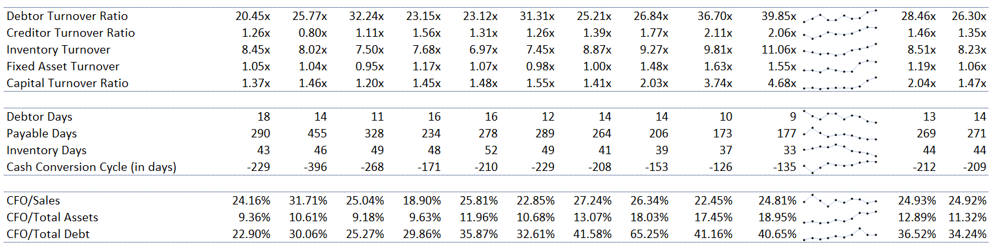 Debtor Turnover Ratio 20.45x 25.77x 32.24x 23.15x 23.12x 31.31x 25.21x 26.84x 36.70x 39.85x 28.46x 26.30x
Creditor Turnover Ratio 1.26x 0.80x 1.11x 1.56x 1.31x 1.26x 1.39x 1.77x 2.11x 2.06x 1.46x 1.35x
Inventory Turnover 8.45x 8.02x 7.50x 7.68x 6.97x 7.45x 8.87x 9.27x 9.81x 11.06x 8.51x 8.23x
Fixed Asset Turnover 1.05x 1.04x 0.95x 1.17x 1.07x 0.98x 1.00x 1.48x 1.63x 1.55x 1.19x 1.06x
Capital Turnover Ratio 1.37x 1.46x 1.20x 1.45x 1.48x 1.55x 1.41x 2.03x 3.74x 4.68x 2.04x 1.47x
Debtor Days 18 14 11 16 16 12 14 14 10 9 13 14
Payable Days 290 455 328 234 278 289 264 206 173 177 269 271
Inventory Days 43 46 49 48 52 49 41 39 37 33 44 44
Cash Conversion Cycle (in days) -229 -396 -268 -171 -210 -229 -208 -153 -126 -135 -212 -209
CFO/Sales 24.16% 31.71% 25.04% 18.90% 25.81% 22.85% 27.24% 26.34% 22.45% 24.81% 24.93% 24.92%
CFO/Total Assets 9.36% 10.61% 9.18% 9.63% 11.96% 10.68% 13.07% 18.03% 17.45% 18.95% 12.89% 11.32%
CFO/Total Debt 22.90% 30.06% 25.27% 29.86% 35.87% 32.61% 41.58% 65.25% 41.16% 40.65% 36.52% 34.24%